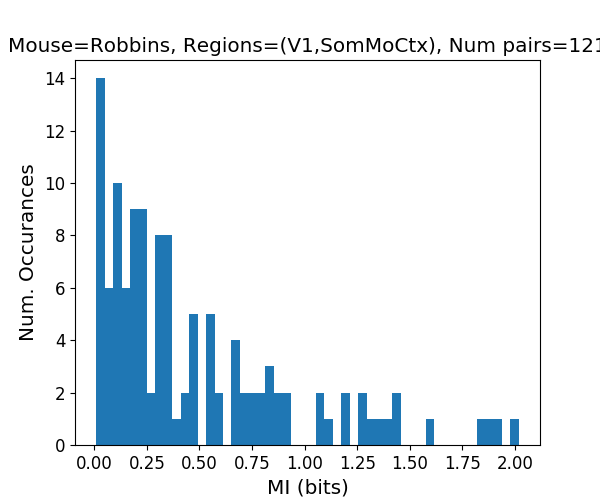 Mouse=Robbins, Regions=(V1,SomMoCtx), Num pairs=121
14
12
10
8
6
4
2
0
Num. Occurances
0.00 0.25 0.50 0.75 1.00 1.25 1.50 1.75 2.00
MI (bits)